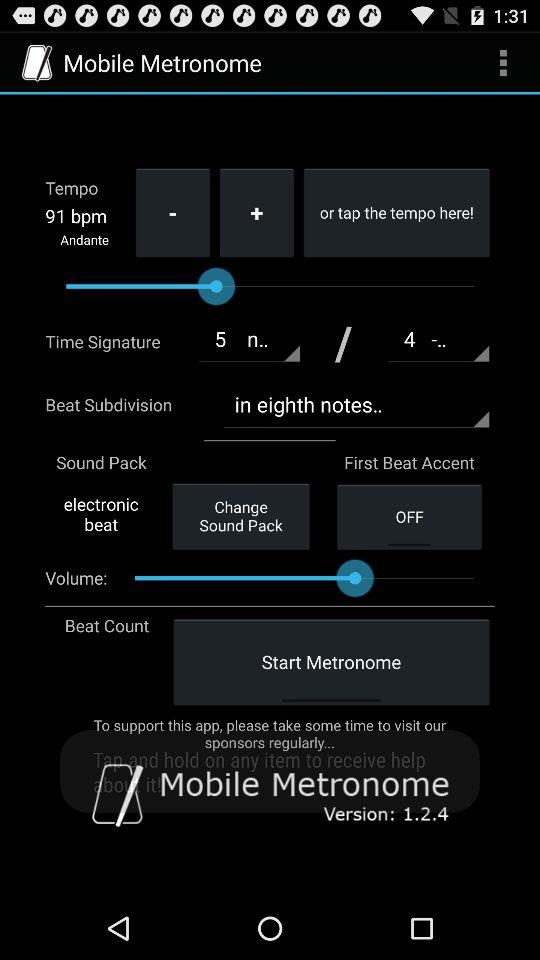 1:31
Mobile Metronome
Tempo
91 bpm
Andante
-
+
or tap the tempo here!
Time Signature
5 n..
/
4 -..
Beat Subdivision
in eighth notes..
Sound Pack
First Beat Accent
electronic
beat
Change
Sound Pack
OFF
Volume:
Beat Count
Start Metronome
To support this app, please take some time to visit our
sponsors regularly...
Tap and hold on any item to receive help
about it!
Mobile Metronome
Version: 1.2.4